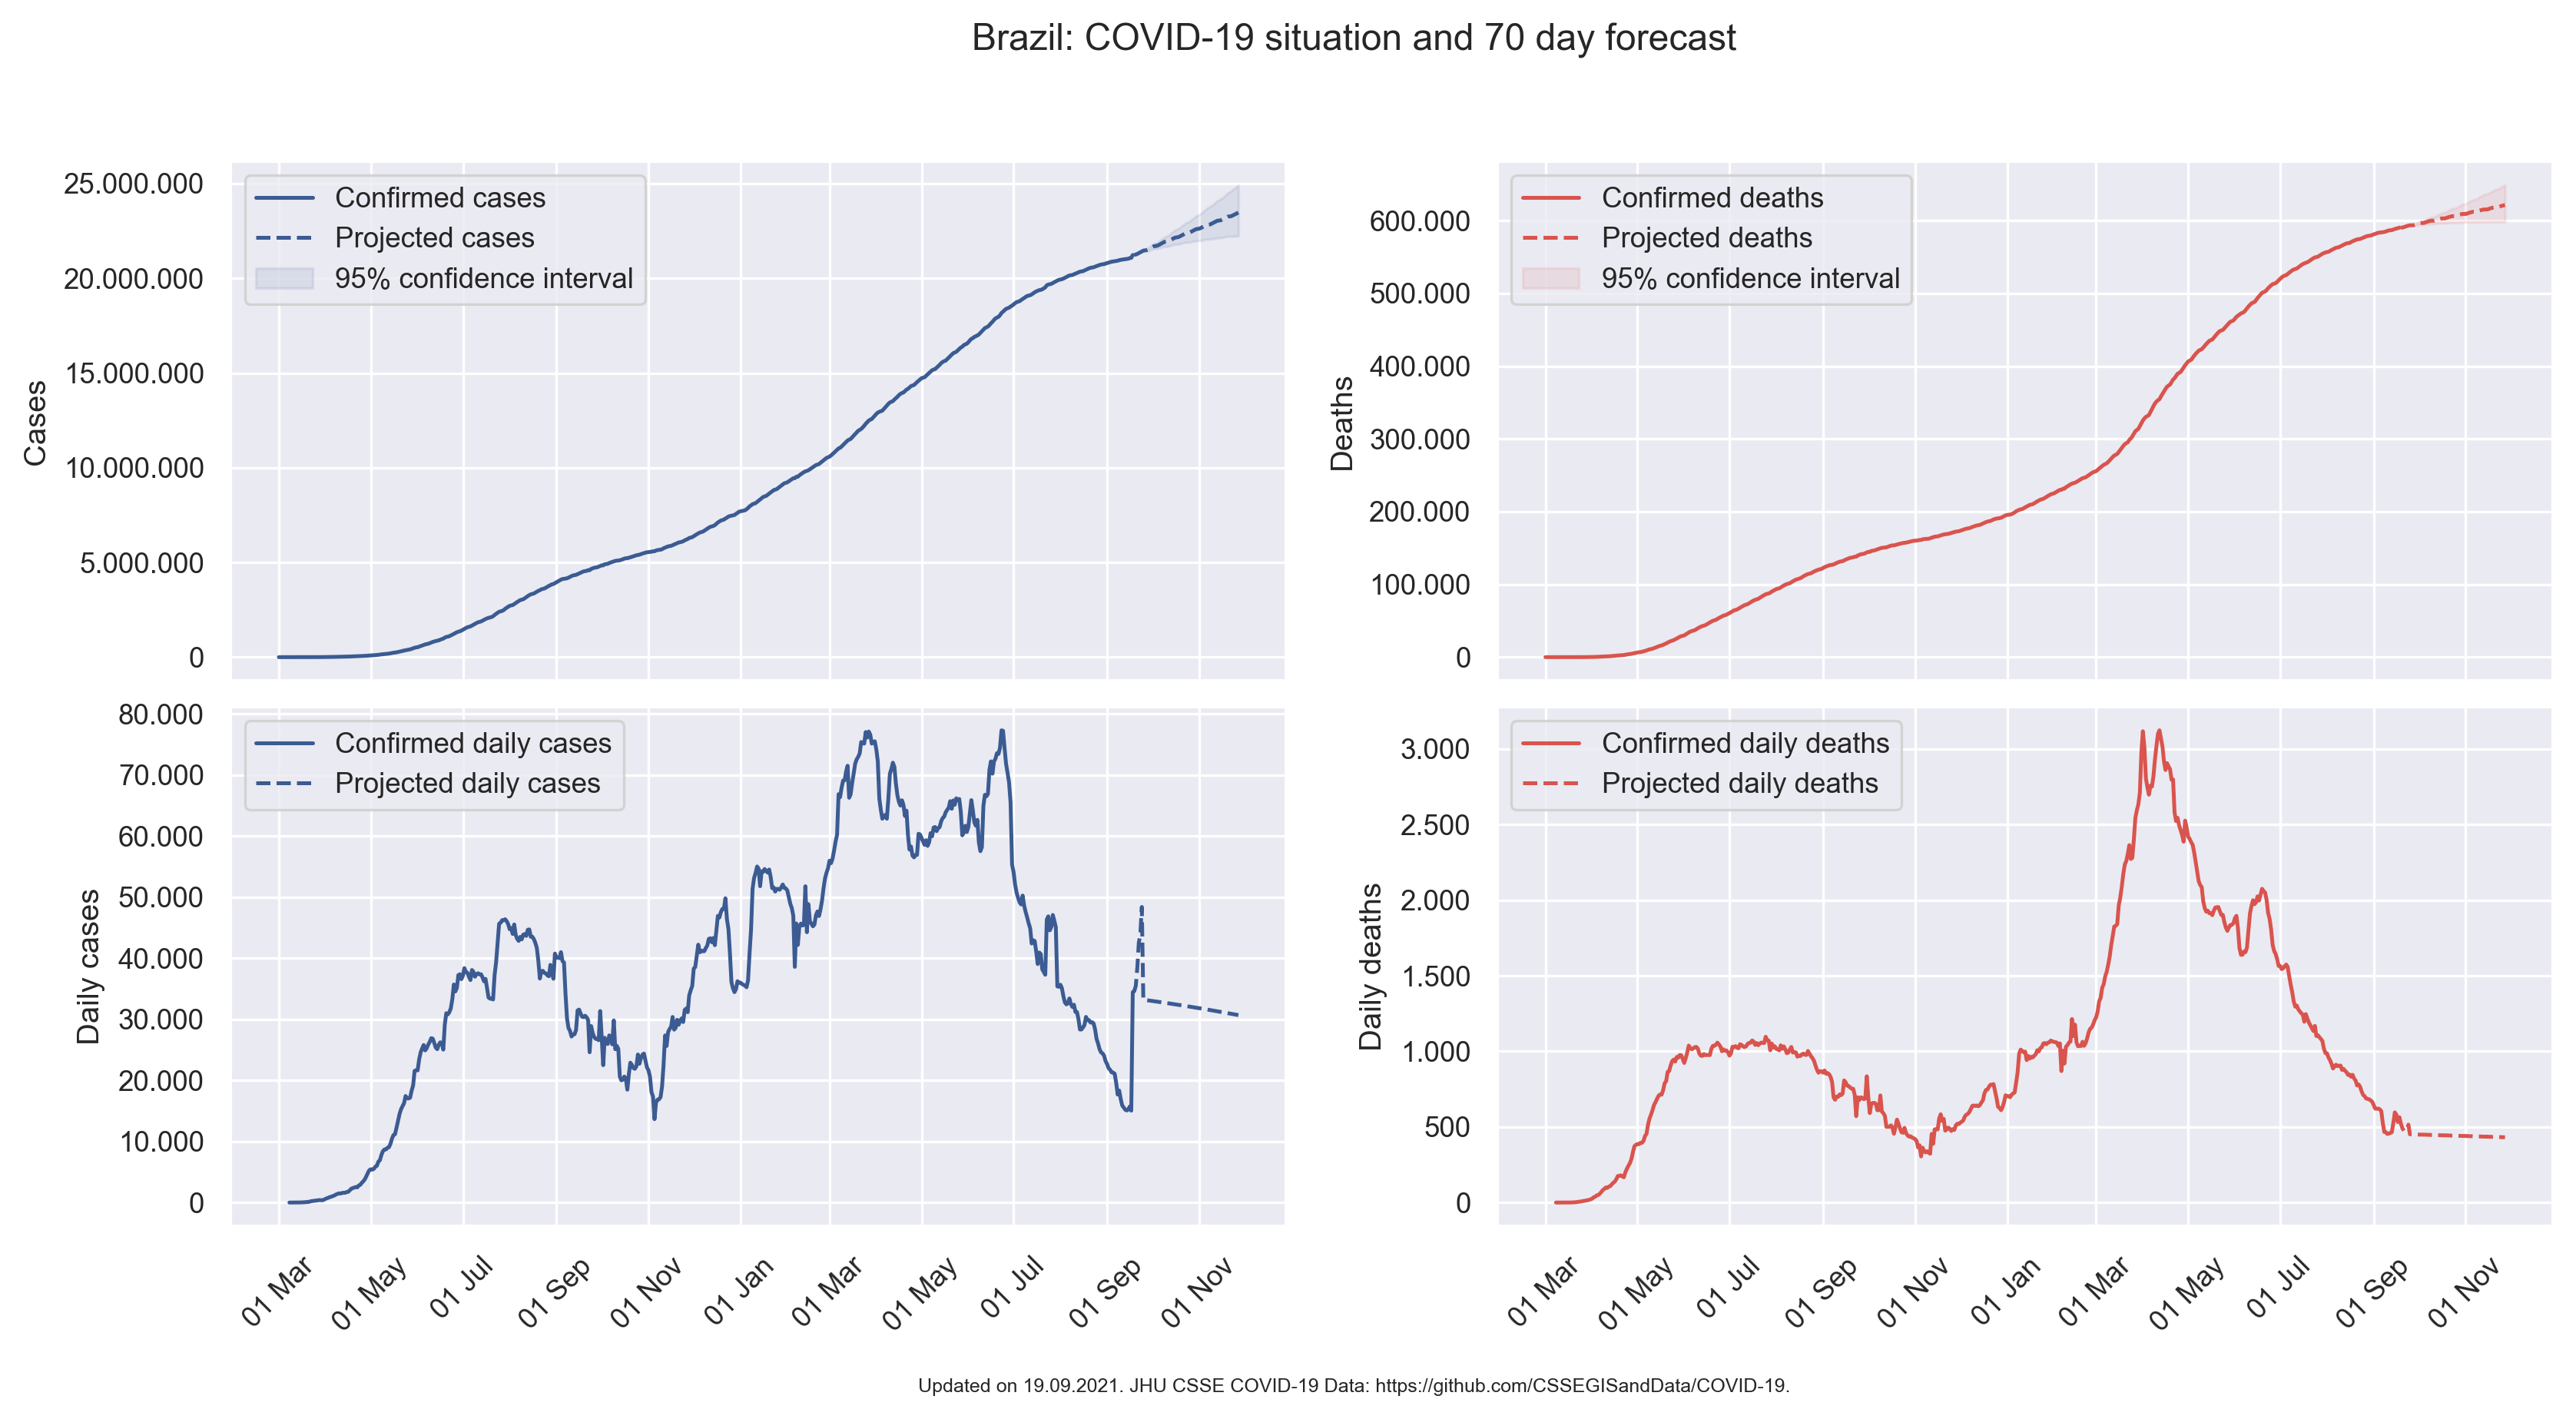 Brazil: COVID-19 situation and 70 day forecast
25.000.000
20.000.000
15.000.000
10.000.000
5.000.000
0
Cases
Confirmed cases
Projected cases
95% confidence interval
600.000
500.000
400.000
300.000
200.000
100.000
0
Deaths
Confirmed deaths
Projected deaths
95% confidence interval
80.000
70.000
60.000
50.000
40.000
30.000
20.000
10.000
0
Daily cases
Confirmed daily cases
Projected daily cases
01 Mar
01 May
01 Jul
01 Sep
01 Nov
01 Jan
01 Mar
01 May
01 Jul
01 Sep
01 Nov
3.000
2.500
2.000
1.500
1.000
500
0
Daily deaths
Confirmed daily deaths
Projected daily deaths
01 Mar
01 May
01 Jul
01 Sep
01 Nov
01 Jan
01 Mar
01 May
01 Jul
01 Sep
01 Nov
Updated on 19.09.2021. JHU CSSE COVID-19 Data: https://github.com/CSSEGISandData/COVID-19.